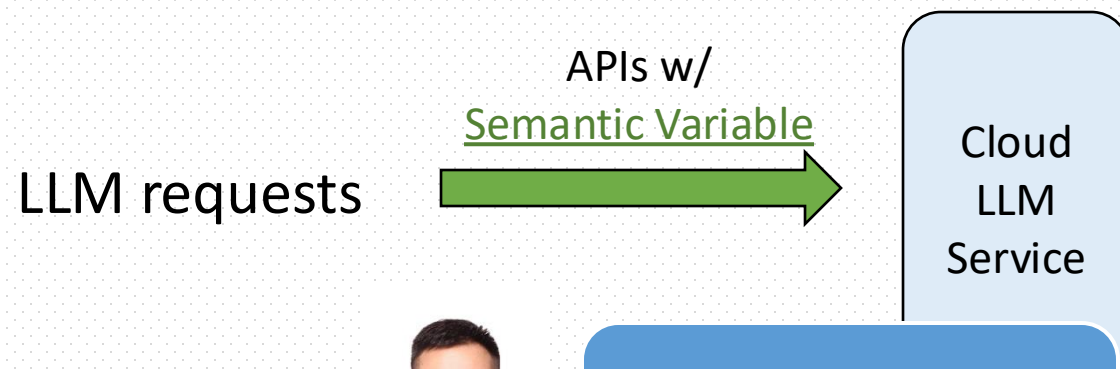 APIs w/
Semantic Variable
LLM requests
Cloud
LLM
Service